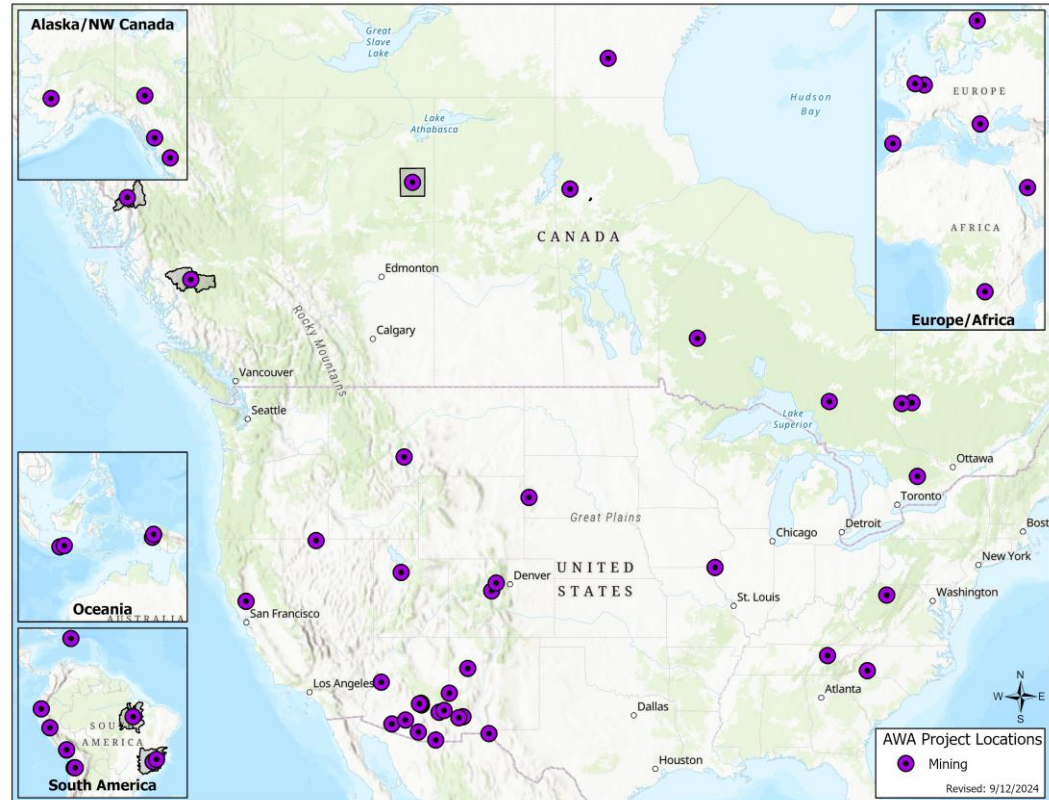 Alaska/NW Canada
Great
Slave
Lake
Lake
Athabasca
Hudson
Bay
EUROPE
AFRICA
Europe/Africa
CANADA
Edmonton
Rocky Mountains
Calgary
Vancouver
Seattle
Lake
Superior
Ottawa
Toronto
Great Plains
Chicago
Detroit
Bost
New York
UNITED
STATES
Denver
St. Louis
Washington
San Francisco
Oceania
AUSTRALIA
Los Angeles
Atlanta
Dallas
Houston
SOU
AMERICA
South America
N
W
E
S
AWA Project Locations
Mining
Revised: 9/12/2024